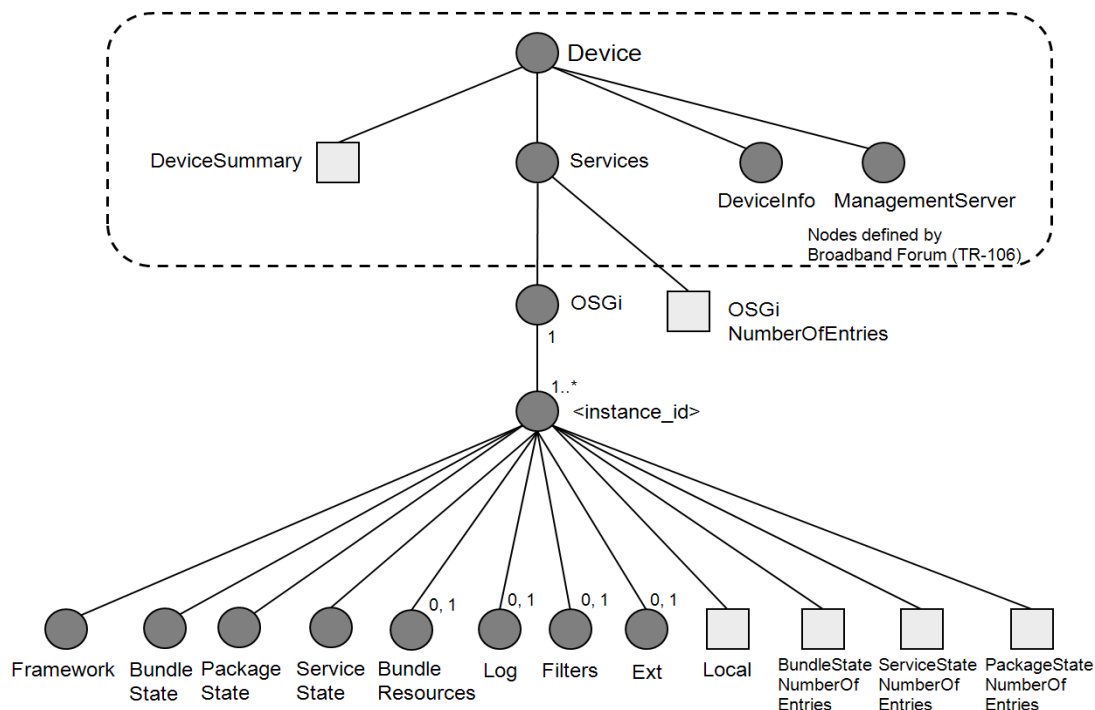 Device
DeviceSummary
Services
DeviceInfo
ManagementServer
Nodes defined by
Broadband Forum (TR-106)
OSGi
OSGi
NumberOfEntries
1
1..*
<instance_id>
0, 1
0, 1
0, 1
0, 1
Framework
Bundle
State
Package
State
Service
State
Bundle
Resources
Log
Filters
Ext
Local
BundleState
NumberOf
Entries
ServiceState
NumberOf
Entries
PackageState
NumberOf
Entries